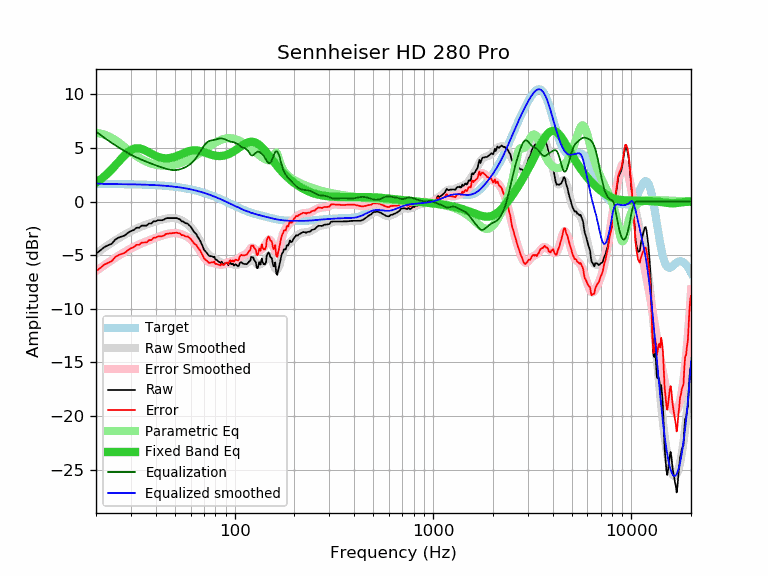 Sennheiser HD 280 Pro
Amplitude (dBr)
10
5
0
−5
−10
−15
−20
−25
Target
Raw Smoothed
Error Smoothed
Raw
Error
Parametric Eq
Fixed Band Eq
Equalization
Equalized smoothed
100
1000
10000
Frequency (Hz)